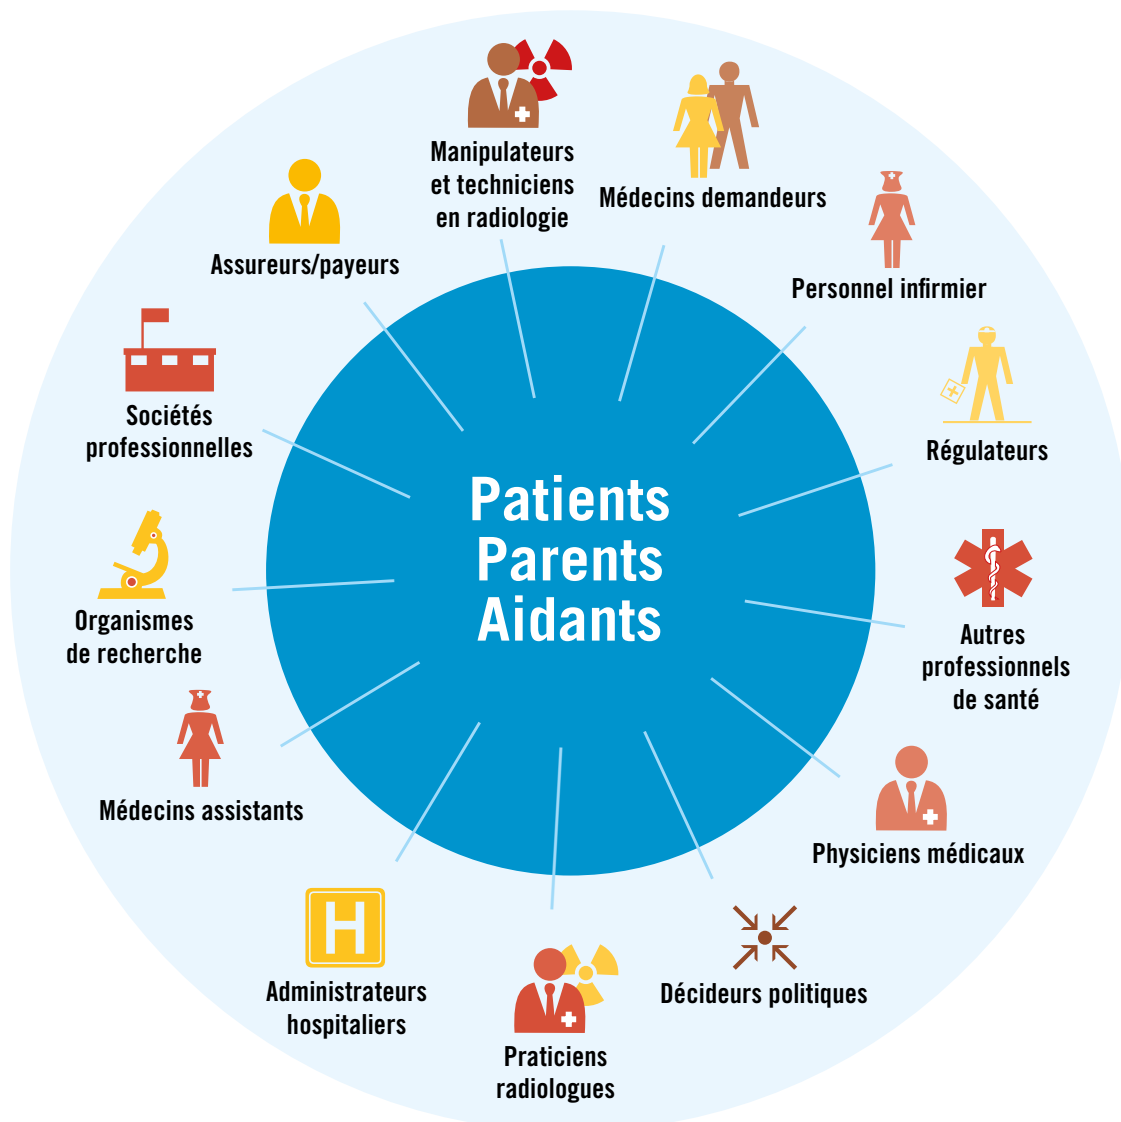 Manipulateurs
et techniciens
en radiologie
Médecins demandeurs
Personnel infirmier
Régulateurs
Autres
professionnels
de santé
Physiciens médicaux
Décideurs politiques
Praticiens
radiologues
Administrateurs
hospitaliers
Médecins assistants
Organismes
de recherche
Sociétés
professionnelles
Assureurs/payeurs
Patients
Parents
Aidants
H